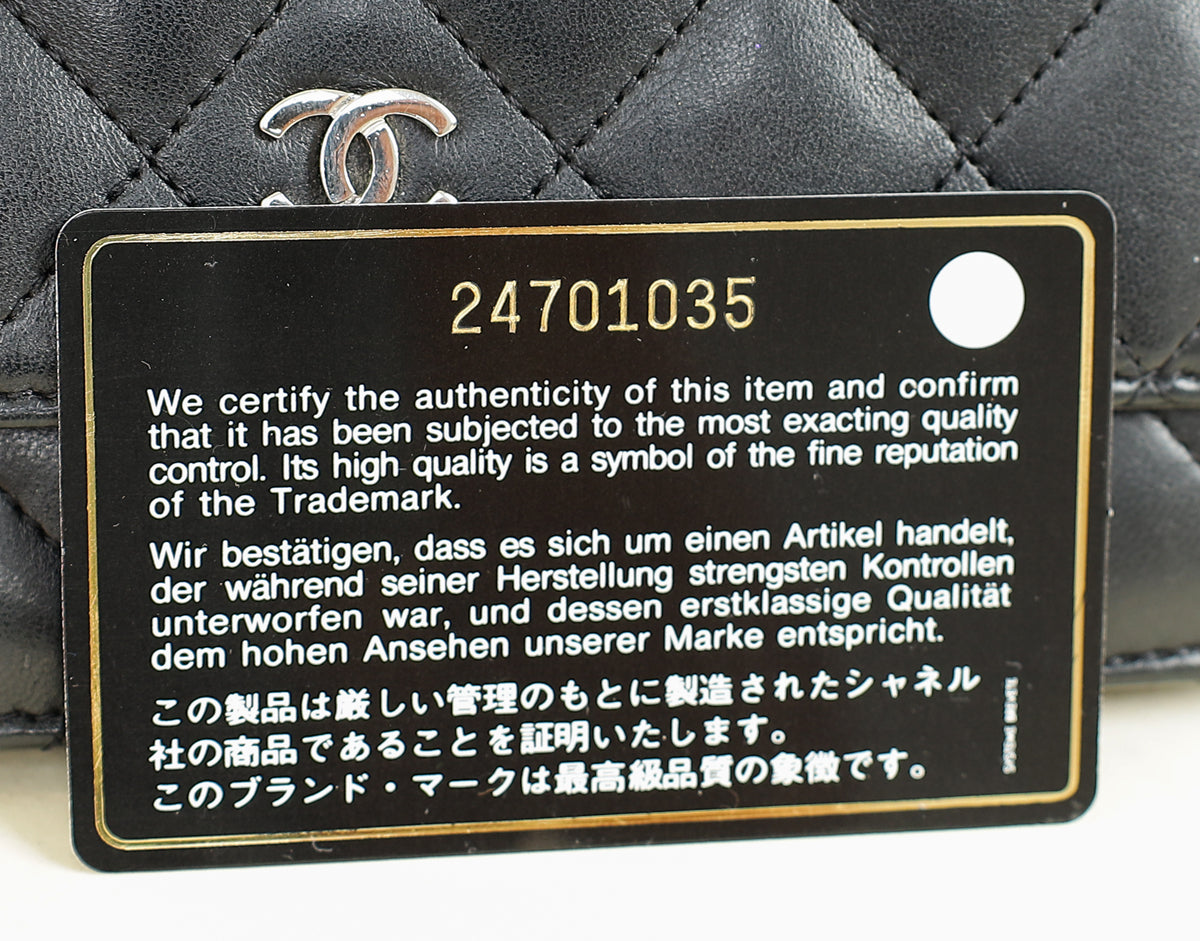 24701035
We certify the authenticity of this item and confirm
that it has been subjected to the most exacting quality
control. Its high quality is a symbol of the fine reputation
of the Trademark.
Wir bestätigen, dass es sich um einen Artikel handelt,
der während seiner Herstellung strengsten Kontrollen
unterworfen war, und dessen erstklassige Qualität
dem hohen Ansehen unserer Marke entspricht.
この製品は厳しい管理のもとに製造されたシャネル
社の商品であることを証明いたします。
このブランド・マークは最高級品質の象徴です。